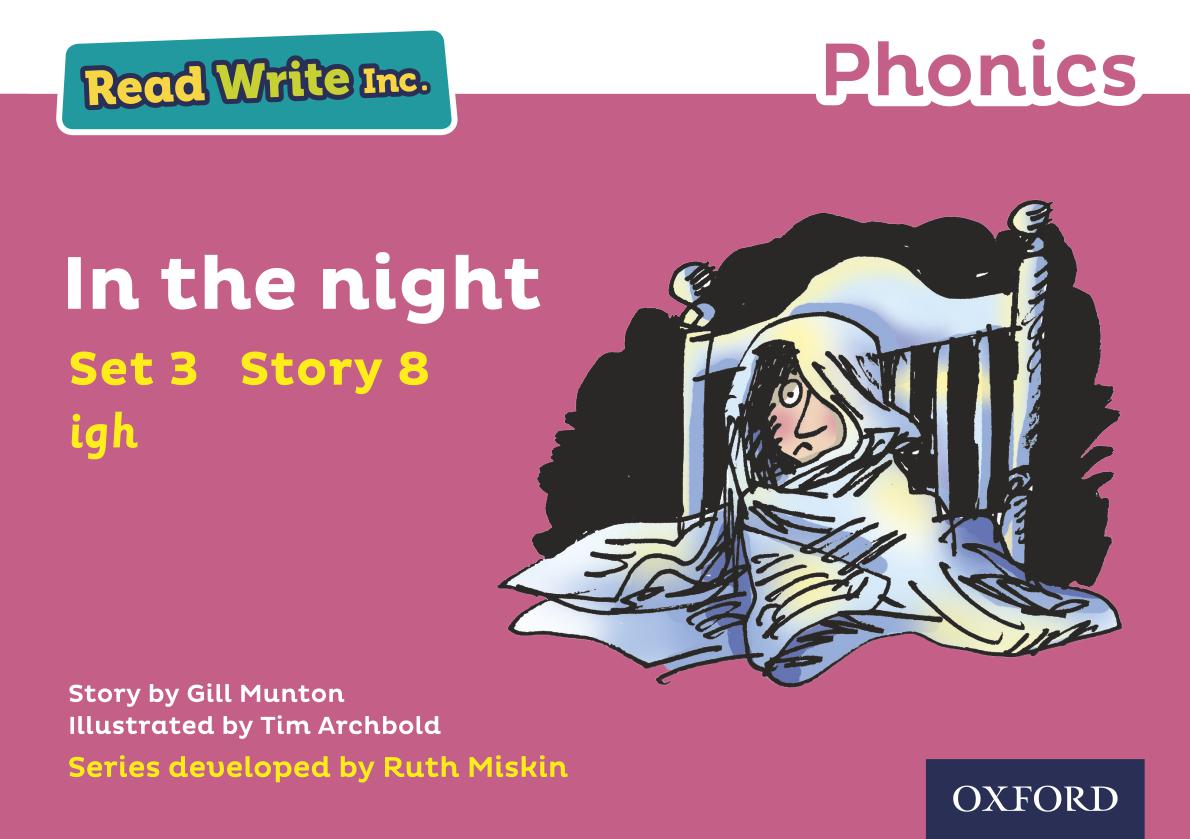 Read Write Inc.
Phonics
In the night
Set 3 Story 8
igh
Story by Gill Munton
Illustrated by Tim Archbold
Series developed by Ruth Miskin
OXFORD